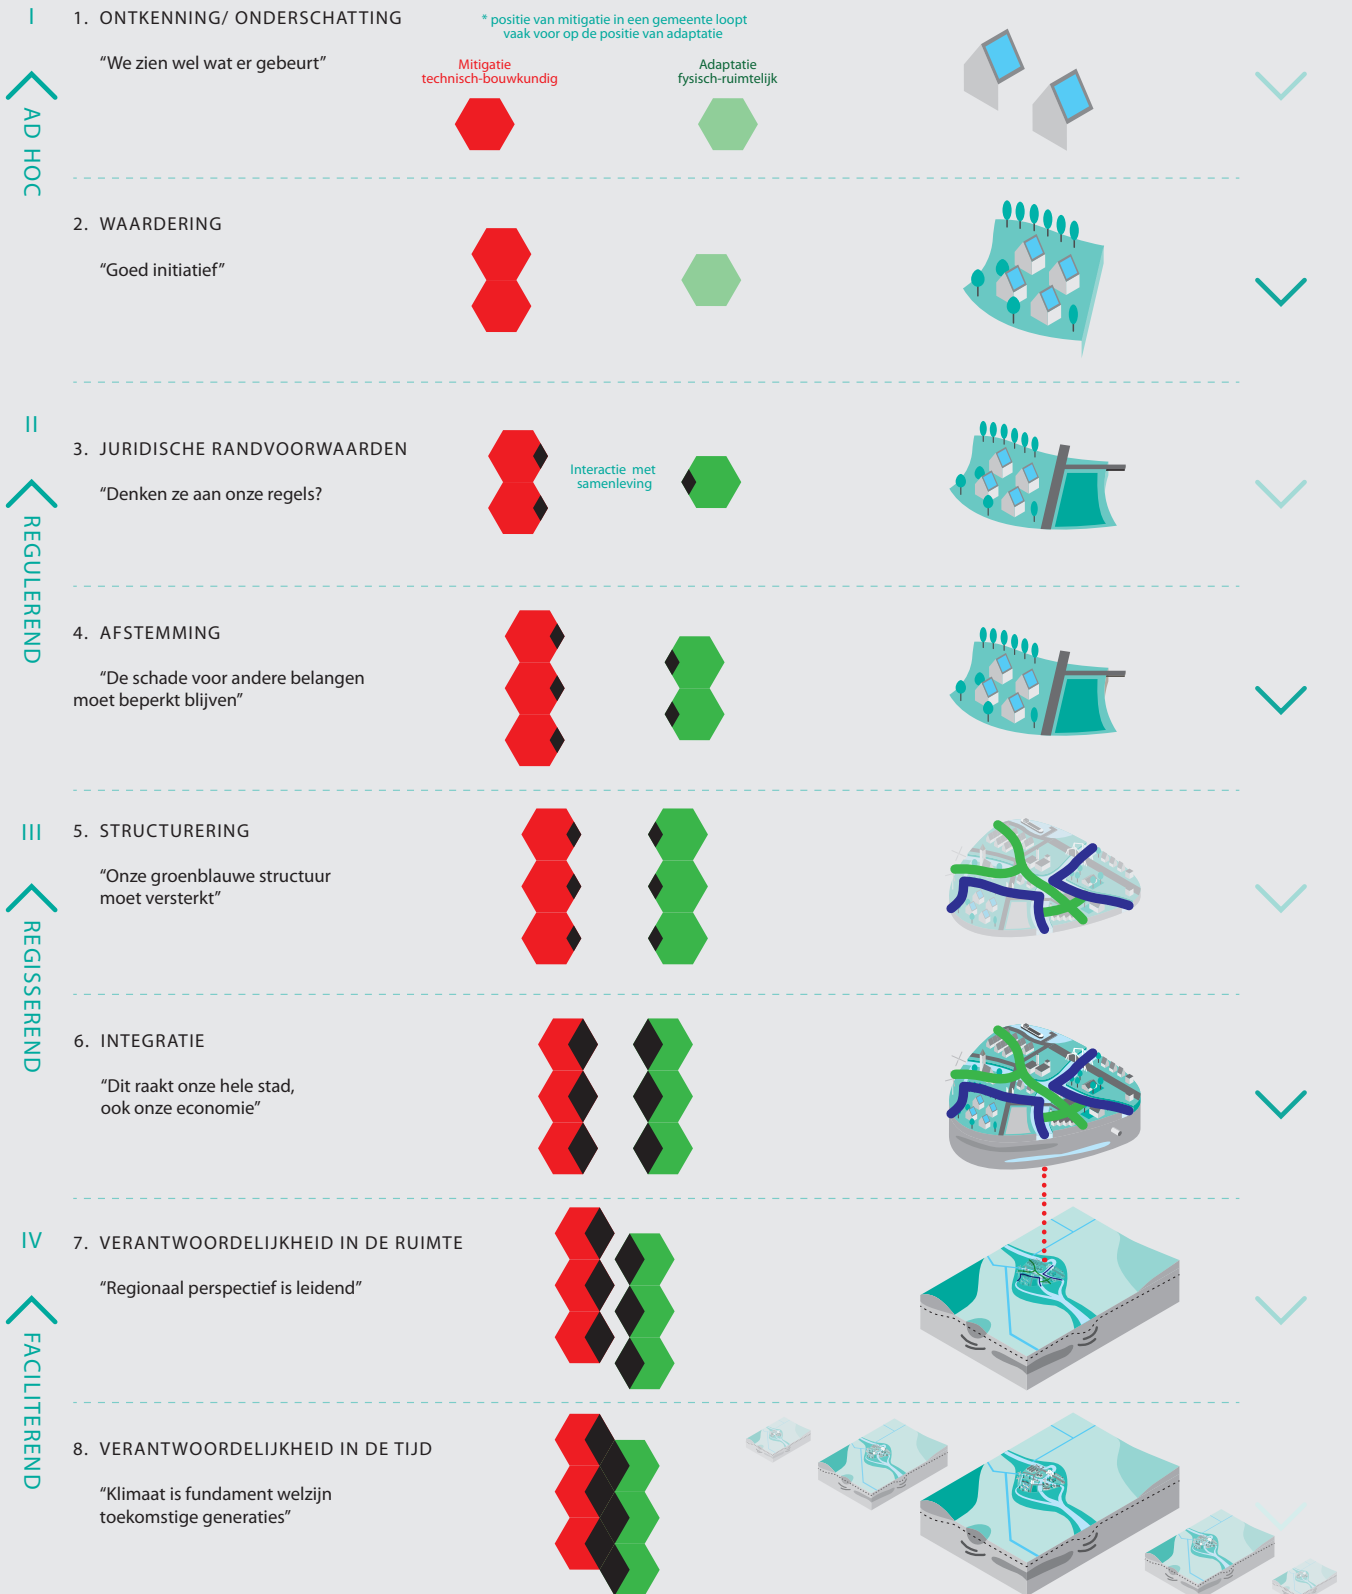 I
AD HOC
1. ONTKENNING/ ONDERSCHATTING
“We zien wel wat er gebeurt”
* positie van mitigatie in een gemeente loopt
vaak voor op de positie van adaptatie
Mitigatie
technisch-bouwkundig
Adaptatie
fysisch-ruimtelijk
2. WAARDERING
“Goed initiatief”
II
REGULEREND
3. JURIDISCHE RANDVOORWAARDEN
“Denken ze aan onze regels?
Interactie met
samenleving
4. AFSTEMMING
“De schade voor andere belangen
moet beperkt blijven”
III
REGISSEREND
5. STRUCTURERING
“Onze groenblauwe structuur
moet versterkt”
6. INTEGRATIE
“Dit raakt onze hele stad,
ook onze economie”
IV
FACILITEREND
7. VERANTWOORDELIJKHEID IN DE RUIMTE
“Regionaal perspectief is leidend”
8. VERANTWOORDELIJKHEID IN DE TIJD
“Klimaat is fundament welzijn
toekomstige generaties”